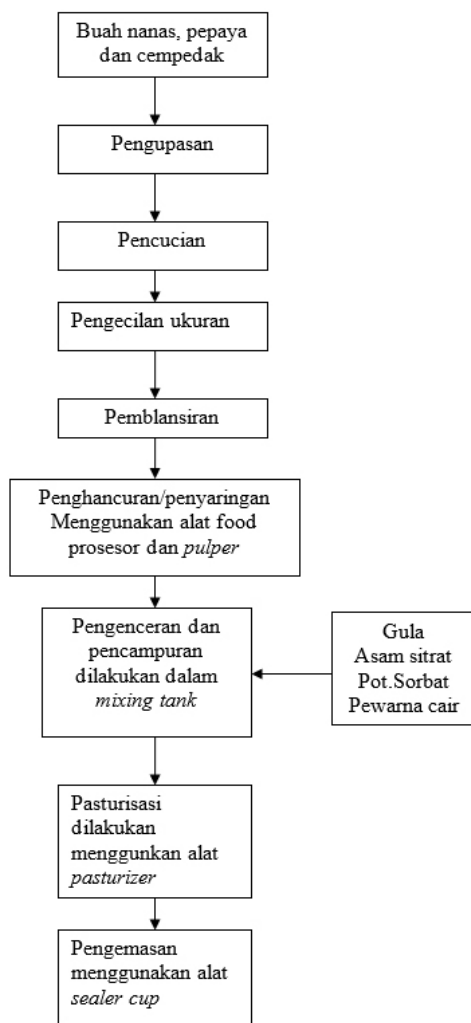 Buah nanas, pepaya
dan cempedak
Pengupasan
Pencucian
Pengecilan ukuran
Pemblansiran
Penghancuran/penyaringan
Menggunakan alat food
prosesor dan pulper
Pengenceran dan
pencampuran
dilakukan dalam
mixing tank
Gula
Asam sitrat
Pot.Sorbat
Pewarna cair
Pasturisasi
dilakukan
menggunkan alat
pasturizer
Pengemasan
menggunakan alat
sealer cup